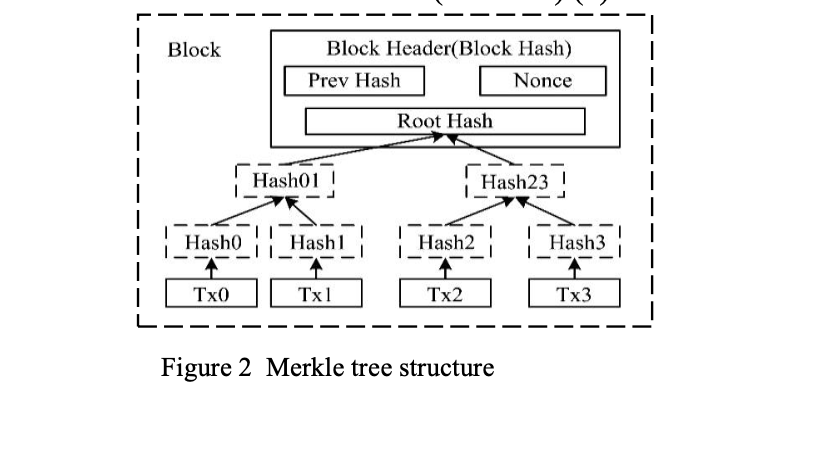 Block
Block Header(Block Hash)
Prev Hash
Nonce
Root Hash
Hash01
Hash23
Hash0
Hash1
Hash2
Hash3
Tx0
Tx1
Tx2
Tx3
Figure 2 Merkle tree structure